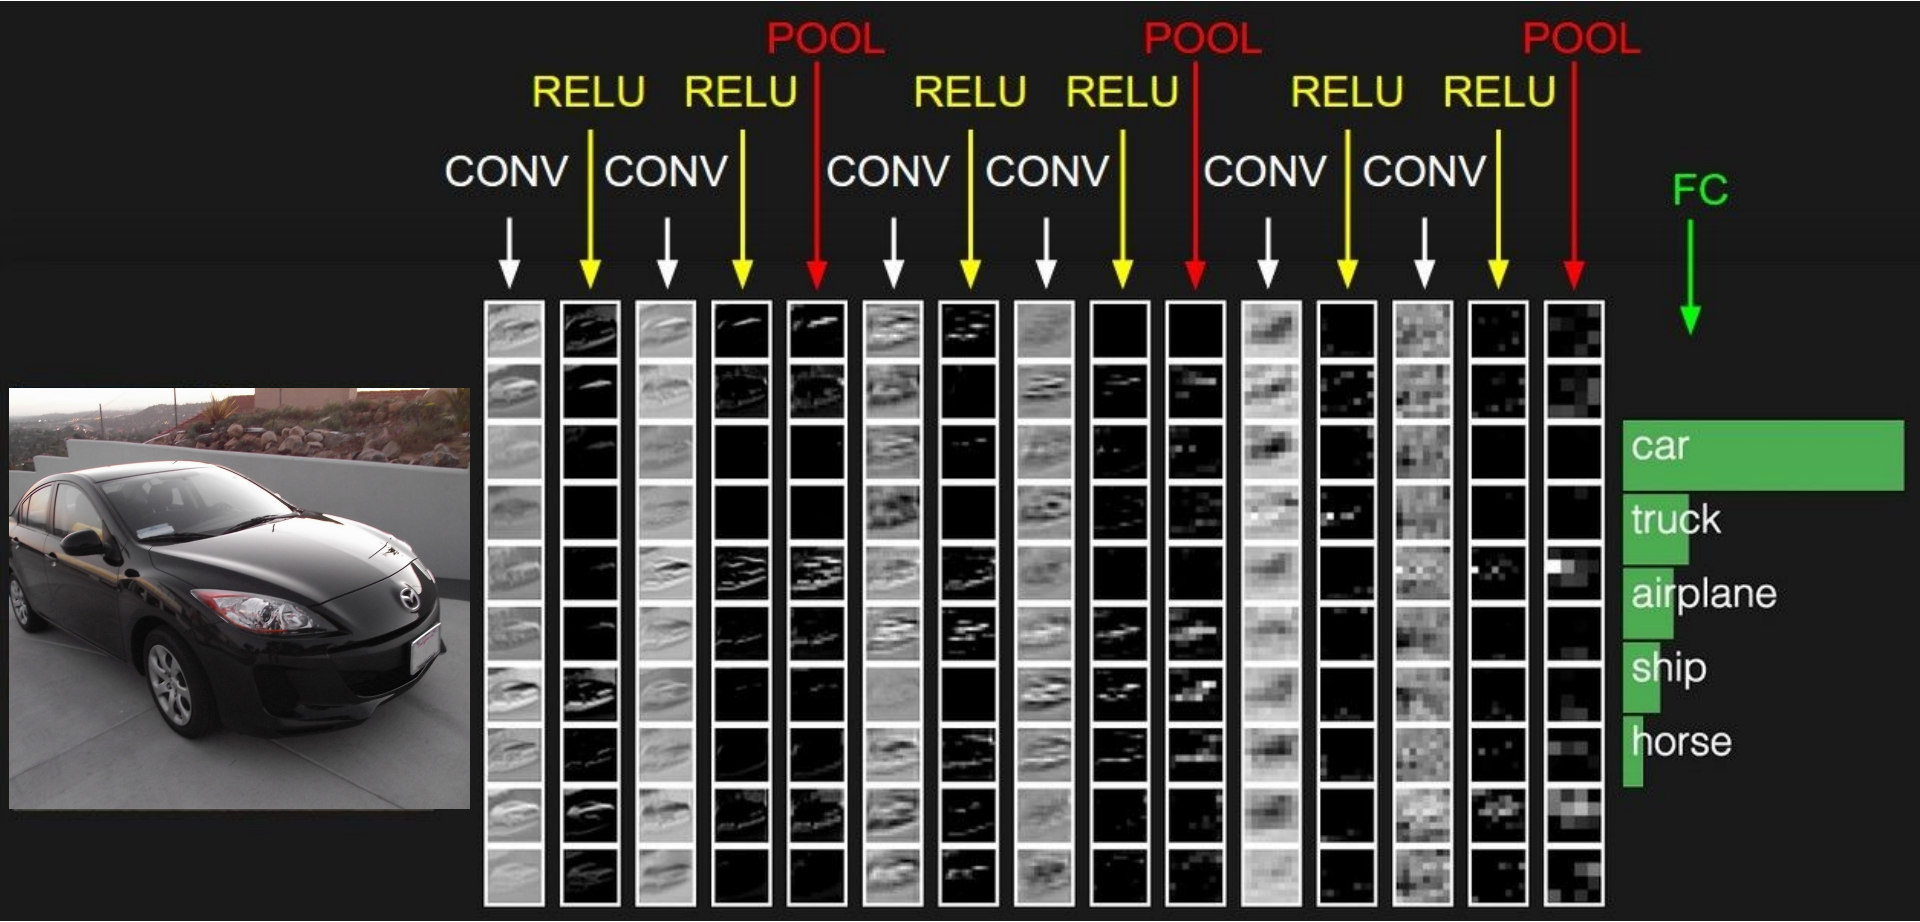 POOL POOL POOL
RELU RELU RELU RELU RELU RELU
CONV CONV CONV CONV CONV CONV
FC
car
truck
airplane
ship
horse